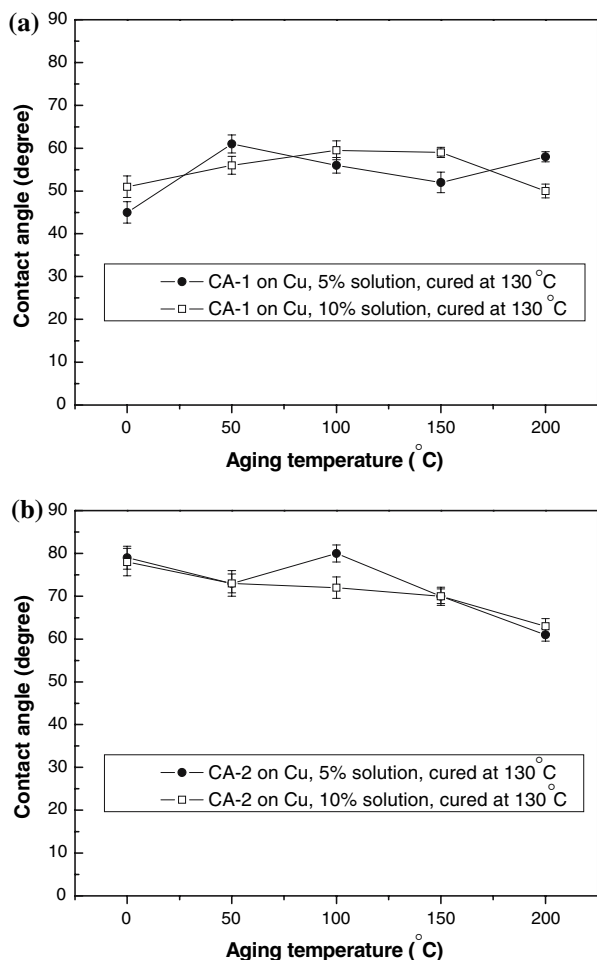 (a)
90
80
70
60
50
40
30
20
10
0
Contact angle (degree)
CA-1 on Cu, 5% solution, cured at 130 °C
CA-1 on Cu, 10% solution, cured at 130 °C
0 50 100 150 200
Aging temperature (°C)
(b)
90
80
70
60
50
40
30
20
10
0
Contact angle (degree)
CA-2 on Cu, 5% solution, cured at 130 °C
CA-2 on Cu, 10% solution, cured at 130 °C
0 50 100 150 200
Aging temperature (°C)